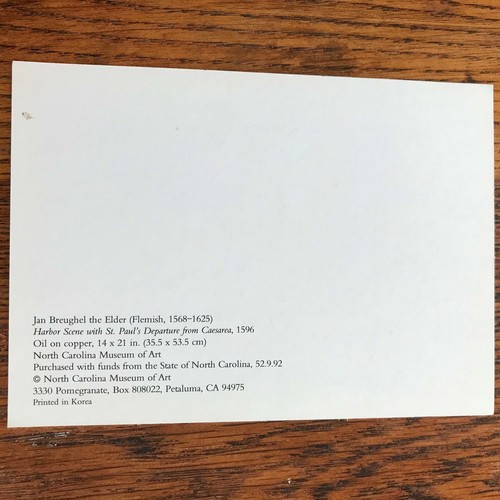 Jan Breughel the Elder (Flemish, 1568–1625)
Harbor Scene with St. Paul's Departure from Caesarea, 1596
Oil on copper, 14 x 21 in. (35.5 x 53.5 cm)
North Carolina Museum of Art
Purchased with funds from the State of North Carolina, 52.9.92
© North Carolina Museum of Art
3330 Pomegranate, Box 808022, Petaluma, CA 94975
Printed in Korea